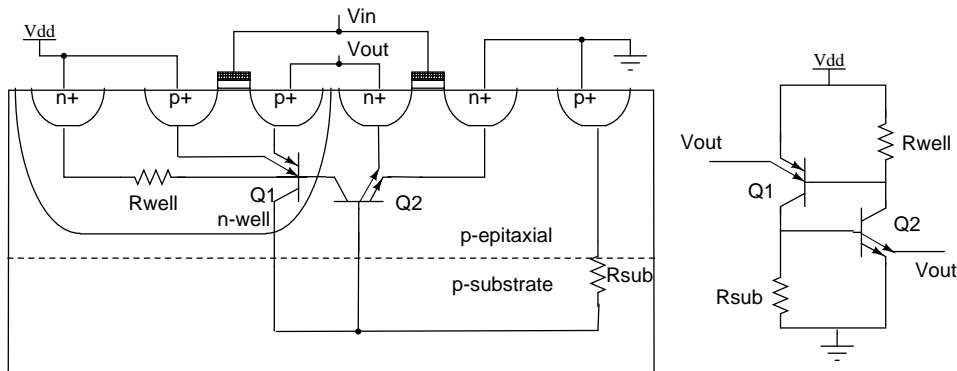 Vdd
Vin
Vout
n+ p+ p+ n+ n+ p+
Rwell
Q1
Q2
n-well
p-epitaxial
p-substrate
Rsub
Vdd
Vout
Rwell
Q1
Q2
Vout
Rsub